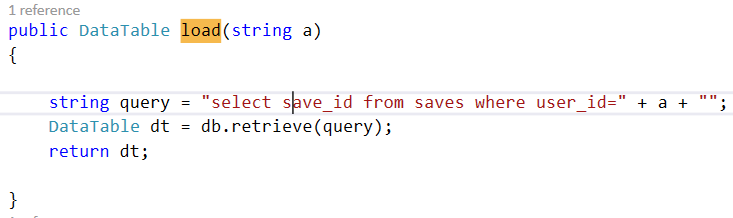 1 reference
public DataTable load(string a)
{
string query = "select save_id from saves where user_id=" + a + "";
DataTable dt = db.retrieve(query);
return dt;
}